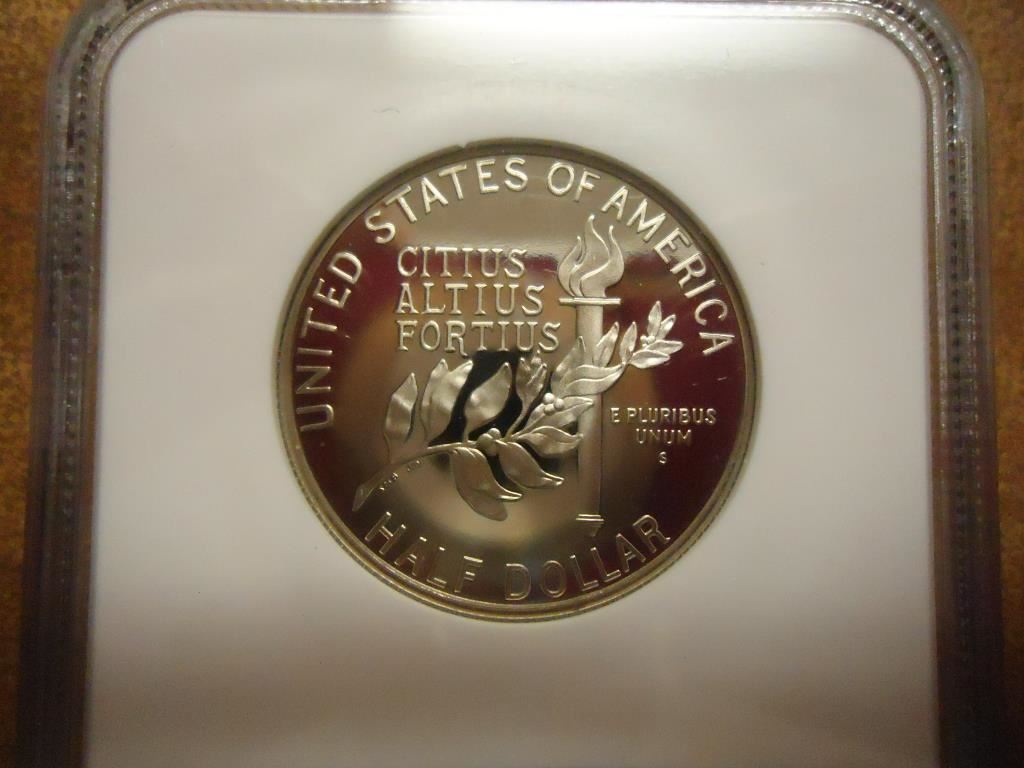 UNITED STATES OF AMERICA
CITIUS
ALTIUS
FORTIUS
E PLURIBUS
UNUM
S
HALF DOLLAR